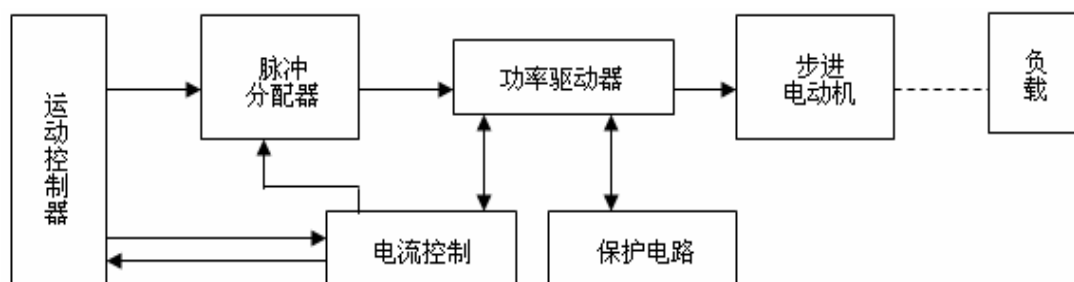 运动控制器
脉冲
分配器
功率驱动器
步进
电动机
负载
电流控制
保护电路